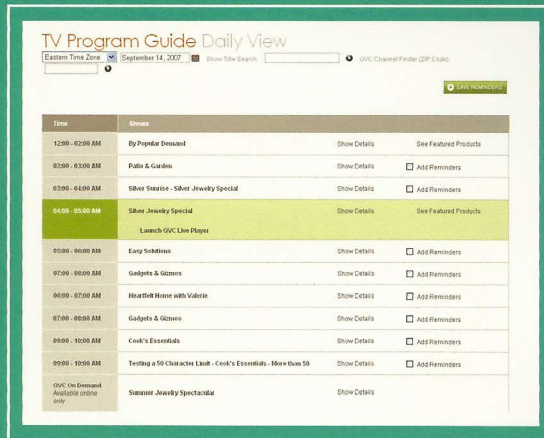 TV Program Guide Daily View
Eastern Time Zone September 14, 2007 Show Title Search: QVC Channel Finder (ZIP Code):
SAVE REMINDERS
Time Shows
12:00 - 02:00 AM By Popular Demand Show Details See Featured Products
02:00 - 03:00 AM Patio & Garden Show Details Add Reminders
03:00 - 04:00 AM Silver Sunrise - Silver Jewelry Special Show Details Add Reminders
04:00 - 05:00 AM Silver Jewelry Special Show Details See Featured Products
Launch QVC Live Player
05:00 - 06:00 AM Easy Solutions Show Details Add Reminders
07:00 - 08:00 AM Gadgets & Gizmos Show Details Add Reminders
06:00 - 07:00 AM Heartfelt Home with Valerie Show Details Add Reminders
07:00 - 08:00 AM Gadgets & Gizmos Show Details Add Reminders
09:00 - 10:00 AM Cook's Essentials Show Details Add Reminders
09:00 - 10:00 AM Testing a 50 Character Limit - Cook's Essentials - More than 50 Show Details Add Reminders
QVC On Demand
Available online
only
Summer Jewelry Spectacular Show Details